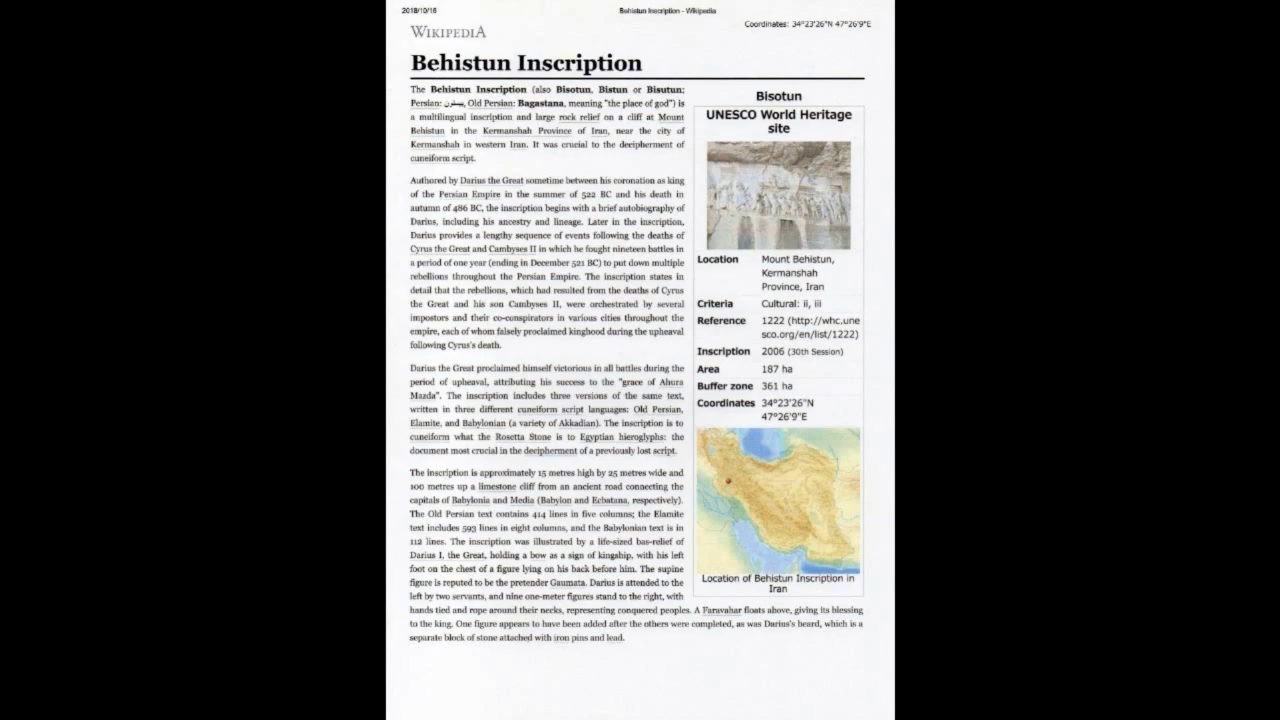 2018/10/16
Behistun Inscription - Wikipedia
Coordinates: 34°23'26"N 47°26'9"E
WIKIPEDIA
Behistun Inscription
The Behistun Inscription (also Bisotun, Bistun or Bisutun;
Persian: بیستون, Old Persian: Bagastana, meaning "the place of god") is
a multilingual inscription and large rock relief on a cliff at Mount
Behistun in the Kermanshah Province of Iran, near the city of
Kermanshah in western Iran. It was crucial to the decipherment of
cuneiform script.
Authored by Darius the Great sometime between his coronation as king
of the Persian Empire in the summer of 522 BC and his death in
autumn of 486 BC, the inscription begins with a brief autobiography of
Darius, including his ancestry and lineage. Later in the inscription,
Darius provides a lengthy sequence of events following the deaths of
Cyrus the Great and Cambyses II in which he fought nineteen battles in
a period of one year (ending in December 521 BC) to put down multiple
rebellions throughout the Persian Empire. The inscription states in
detail that the rebellions, which had resulted from the deaths of Cyrus
the Great and his son Cambyses II, were orchestrated by several
impostors and their co-conspirators in various cities throughout the
empire, each of whom falsely proclaimed kinghood during the upheaval
following Cyrus's death.
Darius the Great proclaimed himself victorious in all battles during the
period of upheaval, attributing his success to the "grace of Ahura
Mazda". The inscription includes three versions of the same text,
written in three different cuneiform script languages: Old Persian,
Elamite, and Babylonian (a variety of Akkadian). The inscription is to
cuneiform what the Rosetta Stone is to Egyptian hieroglyphs: the
document most crucial in the decipherment of a previously lost script.
The inscription is approximately 15 metres high by 25 metres wide and
100 metres up a limestone cliff from an ancient road connecting the
capitals of Babylonia and Media (Babylon and Ecbatana, respectively).
The Old Persian text contains 414 lines in five columns; the Elamite
text includes 593 lines in eight columns, and the Babylonian text is in
112 lines. The inscription was illustrated by a life-sized bas-relief of
Darius I, the Great, holding a bow as a sign of kingship, with his left
foot on the chest of a figure lying on his back before him. The supine
figure is reputed to be the pretender Gaumata. Darius is attended to the
left by two servants, and nine one-meter figures stand to the right, with
hands tied and rope around their necks, representing conquered peoples. A Faravahar floats above, giving its blessing
to the king. One figure appears to have been added after the others were completed, as was Darius's beard, which is a
separate block of stone attached with iron pins and lead.
Bisotun
UNESCO World Heritage
site
Location Mount Behistun,
Kermanshah
Province, Iran
Criteria Cultural: ii, iii
Reference 1222 (http://whc.une
sco.org/en/list/1222)
Inscription 2006 (30th Session)
Area 187 ha
Buffer zone 361 ha
Coordinates 34°23'26"N
47°26'9"E
Location of Behistun Inscription in
Iran